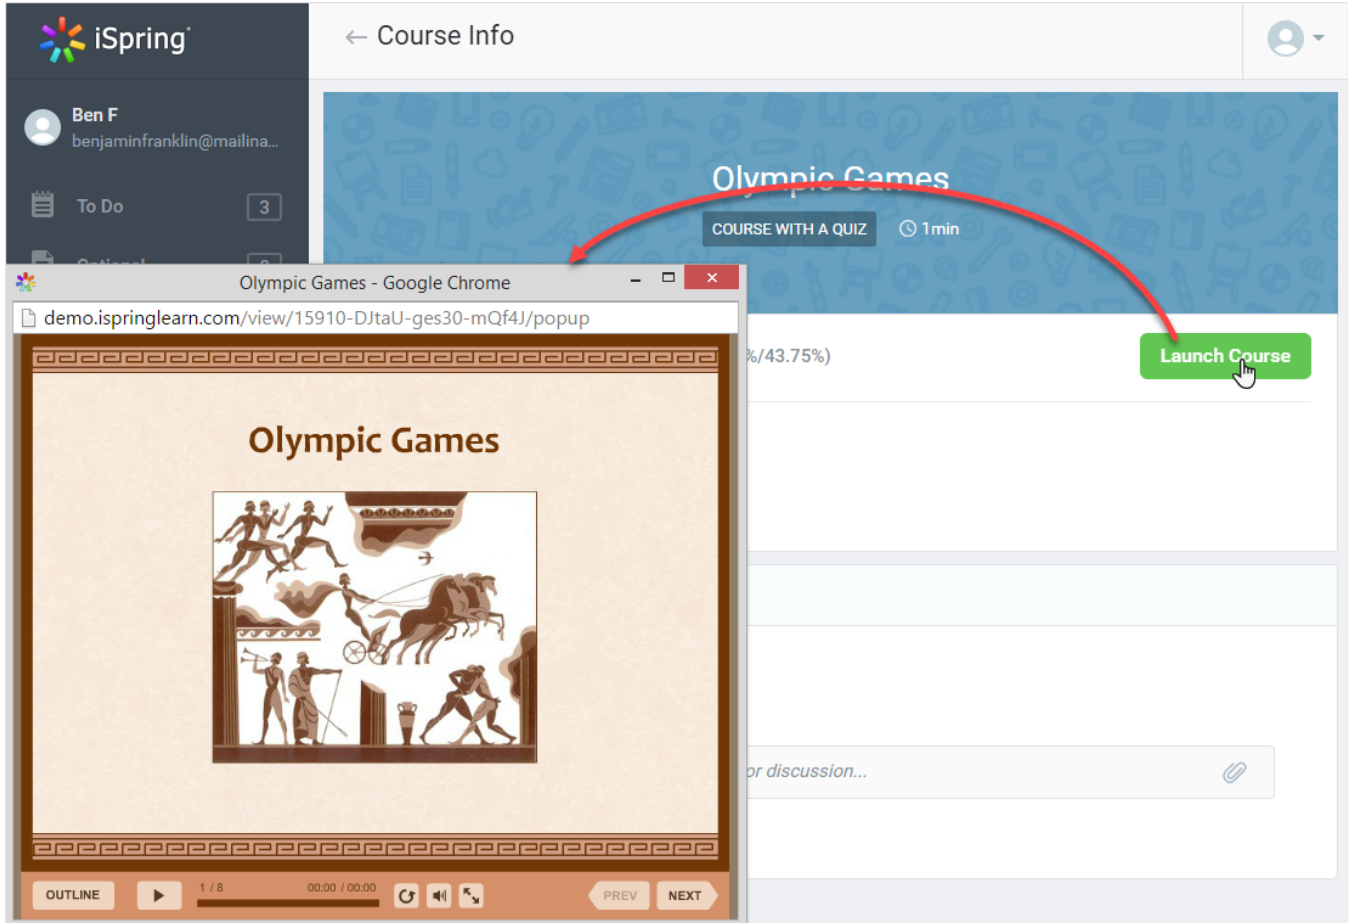 iSpring
← Course Info
Ben F
benjaminfranklin@mailina...
To Do 3
Optional
Olympic Games
COURSE WITH A QUIZ 1min
%/43.75%)
Launch Course
or discussion...
Olympic Games - Google Chrome
demo.ispringlearn.com/view/15910-DJtaU-ges30-mQf4J/popup
Olympic Games
OUTLINE 1 / 8 00:00 / 00:00 PREV NEXT